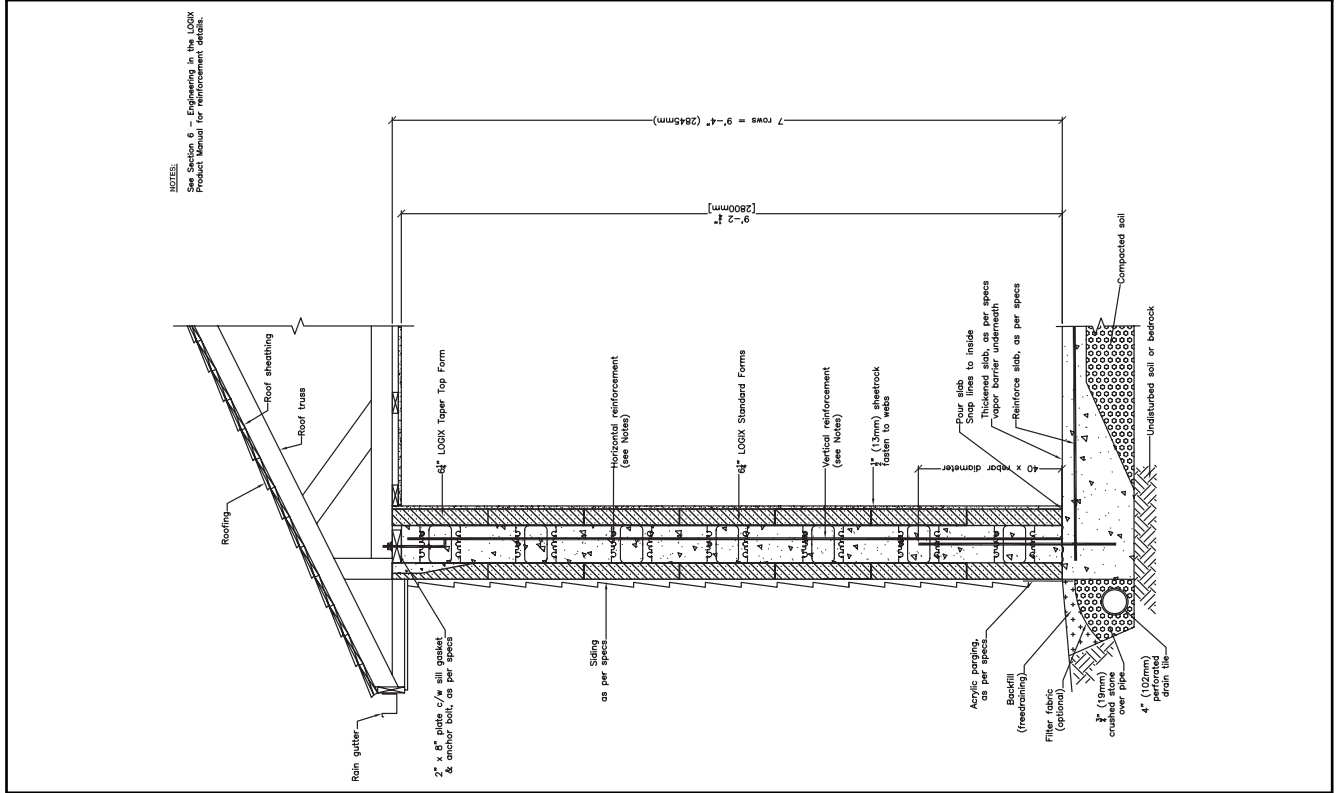 NOTES:
See Section 6 - Engineering in the LOGIX
Product Manual for reinforcement details.
Roof sheathing
Roof truss
Roofing
Rain gutter
2" x 8" plate c/w sill gasket
& anchor bolt, as per specs
7 rows = 9'-4" (2845mm)
9'-2 1/4"
[2800mm]
6 1/4" LOGIX Taper Top Form
Horizontal reinforcement
(see Notes)
6 1/4" LOGIX Standard Forms
Vertical reinforcement
(see Notes)
1/2" (13mm) sheetrock
fasten to webs
40 x rebar diameter
Siding
as per specs
Pour slab
Snap lines to inside
Thickened slab, as per specs
vapor barrier underneath
Reinforce slab, as per specs
Compacted soil
Undisturbed soil or bedrock
Acrylic parging,
as per specs
Backfill
(freedraining)
Filter fabric
(optional)
3/4" (19mm)
crushed stone
over pipe
4" (102mm)
perforated
drain tile